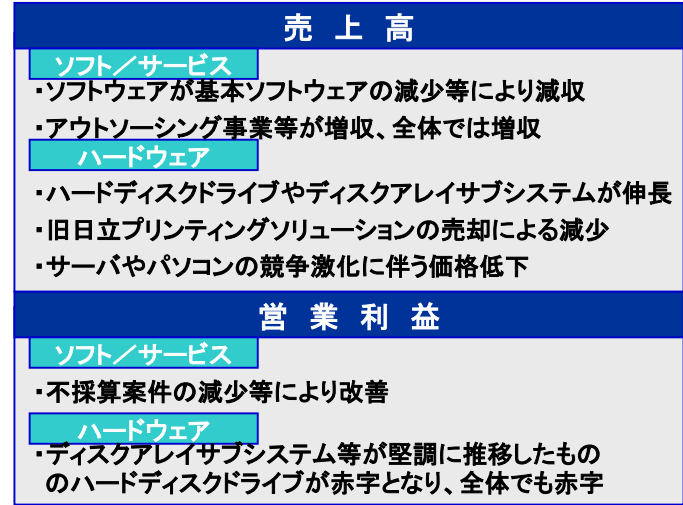 売 上 高
ソフト／サービス
・ソフトウェアが基本ソフトウェアの減少等により減収
・アウトソーシング事業等が増収、全体では増収
ハードウェア
・ハードディスクドライブやディスクアレイサブシステムが伸長
・旧日立プリンティングソリューションの売却による減少
・サーバやパソコンの競争激化に伴う価格低下
営 業 利 益
ソフト／サービス
・不採算案件の減少等により改善
ハードウェア
・ディスクアレイサブシステム等が堅調に推移したもの
のハードディスクドライブが赤字となり、全体でも赤字